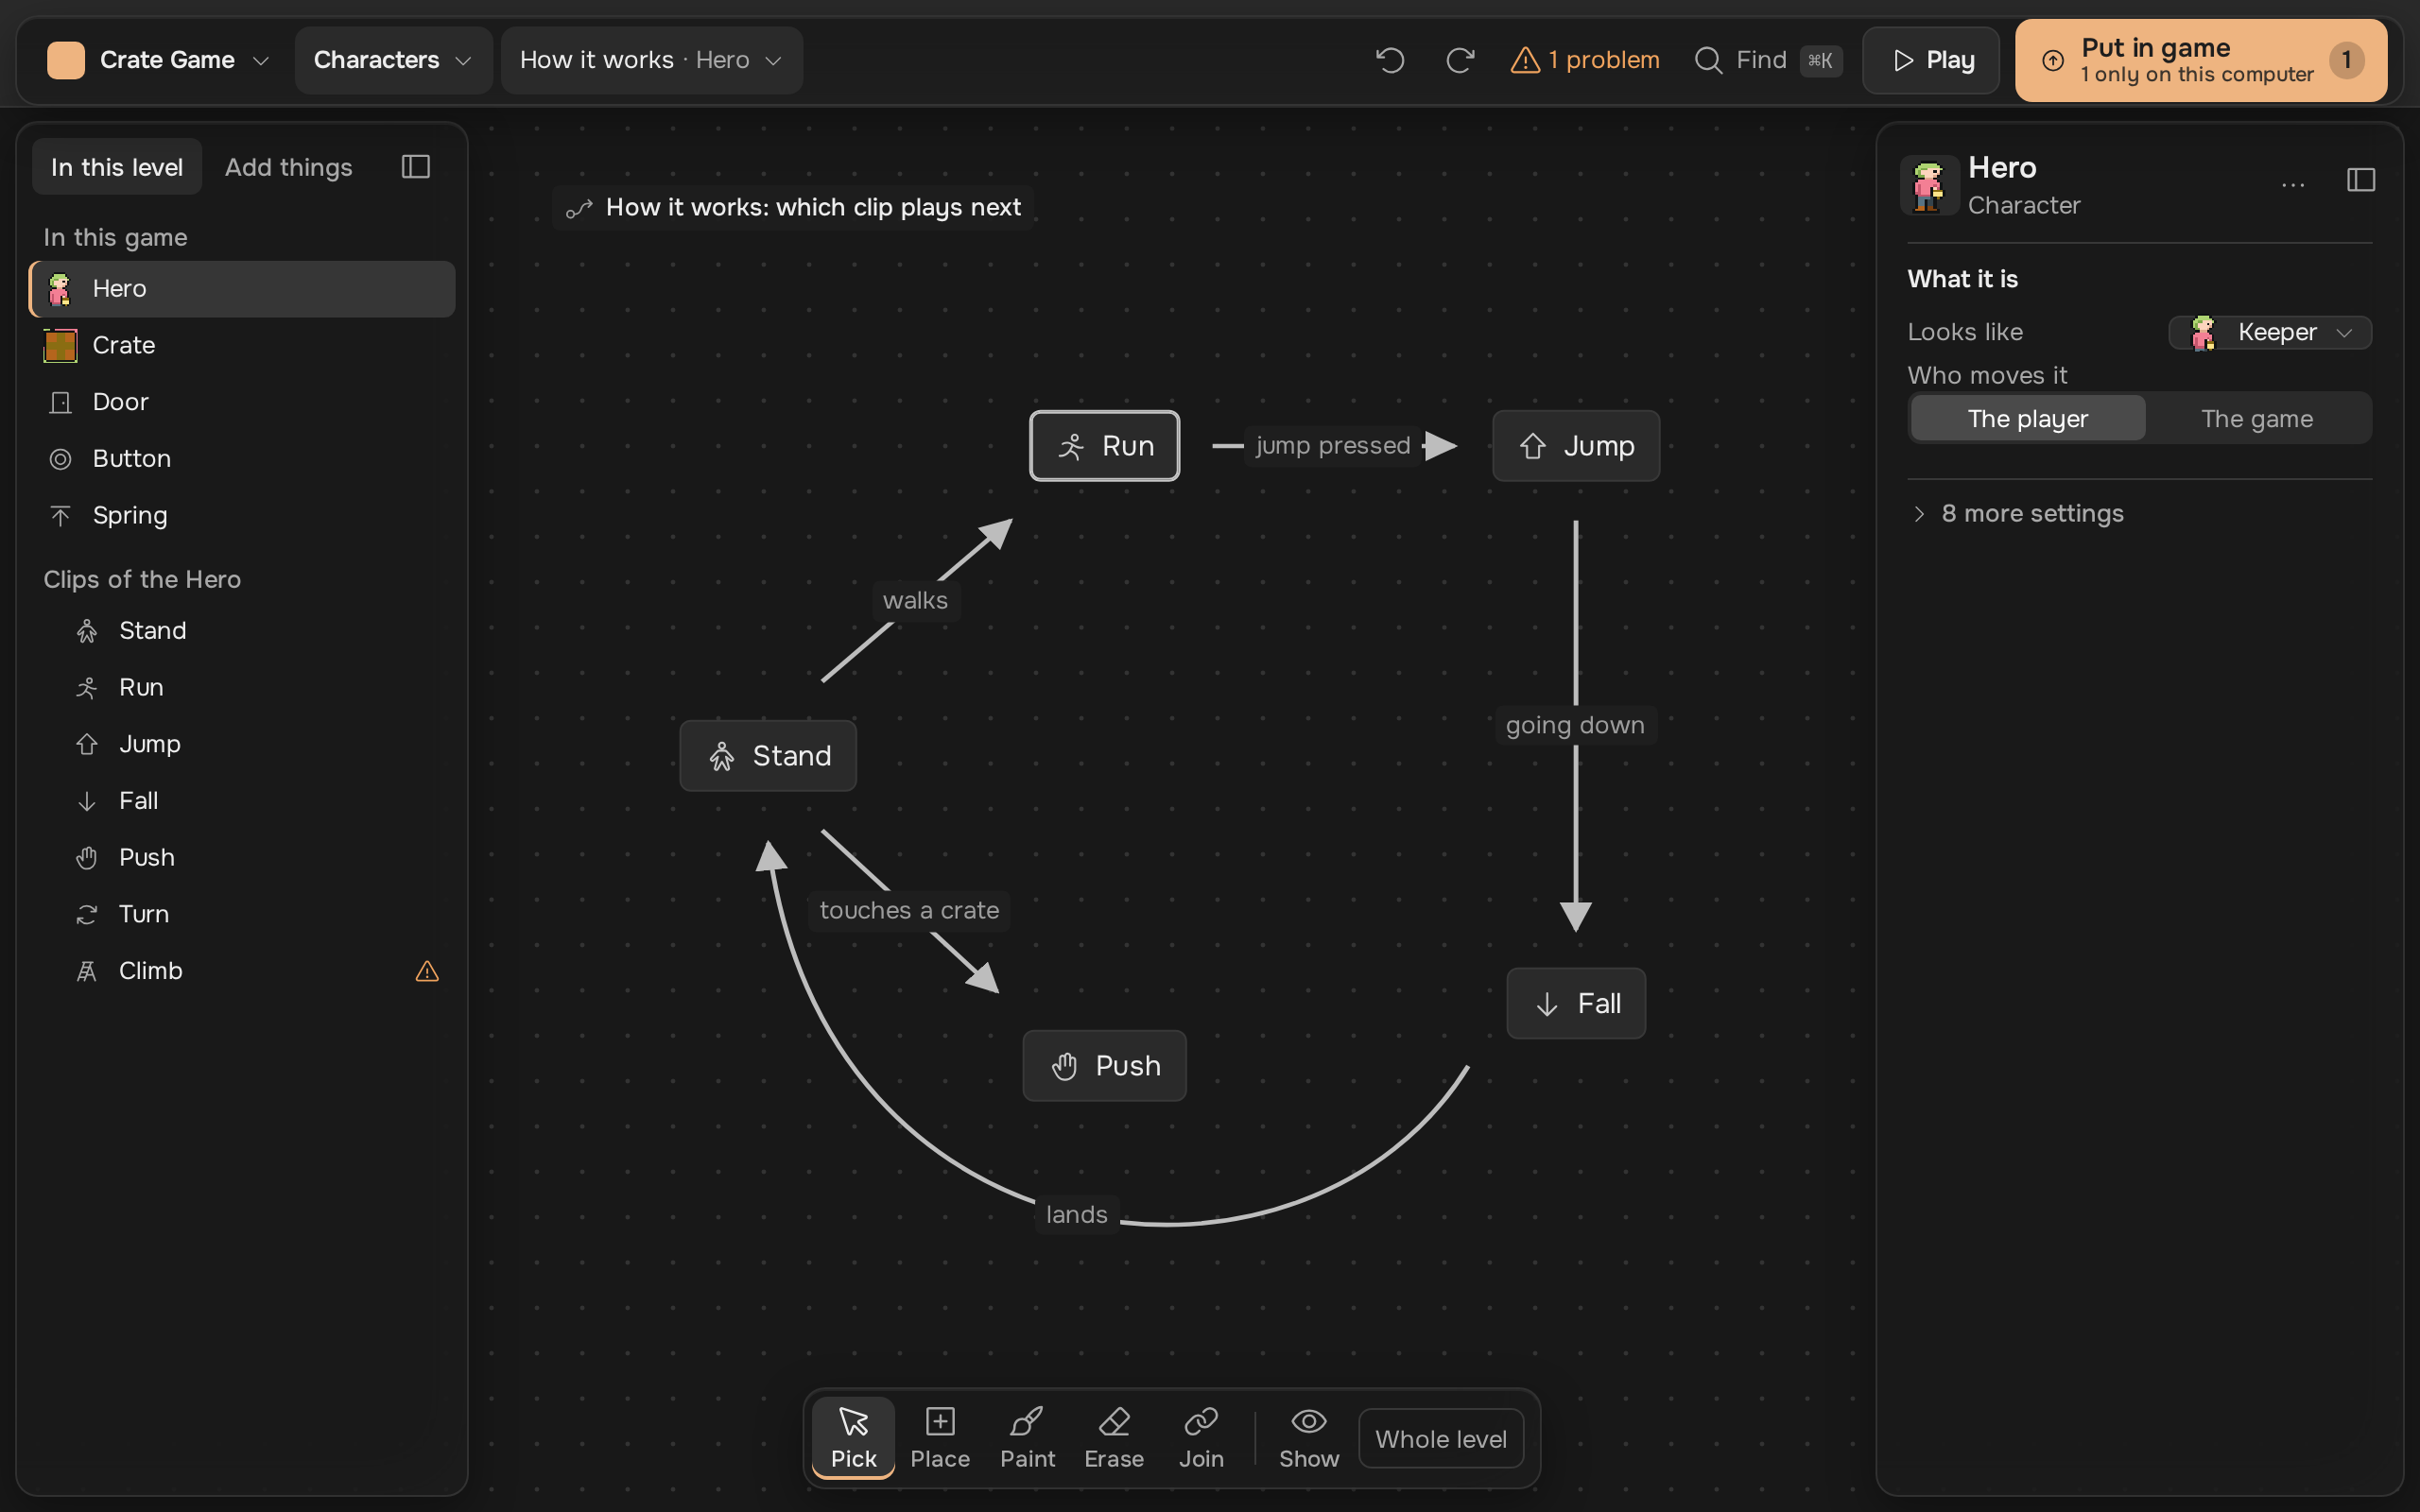 Crate Game
Characters
How it works · Hero
1 problem
Find ⌘K
Play
Put in game
1 only on this computer
1
In this level
Add things
In this game
Hero
Crate
Door
Button
Spring
Clips of the Hero
Stand
Run
Jump
Fall
Push
Turn
Climb
How it works: which clip plays next
Run
jump pressed
Jump
walks
going down
Stand
touches a crate
Fall
Push
lands
Pick
Place
Paint
Erase
Join
Show
Whole level
Hero
Character
...
What it is
Looks like
Keeper
Who moves it
The player
The game
8 more settings